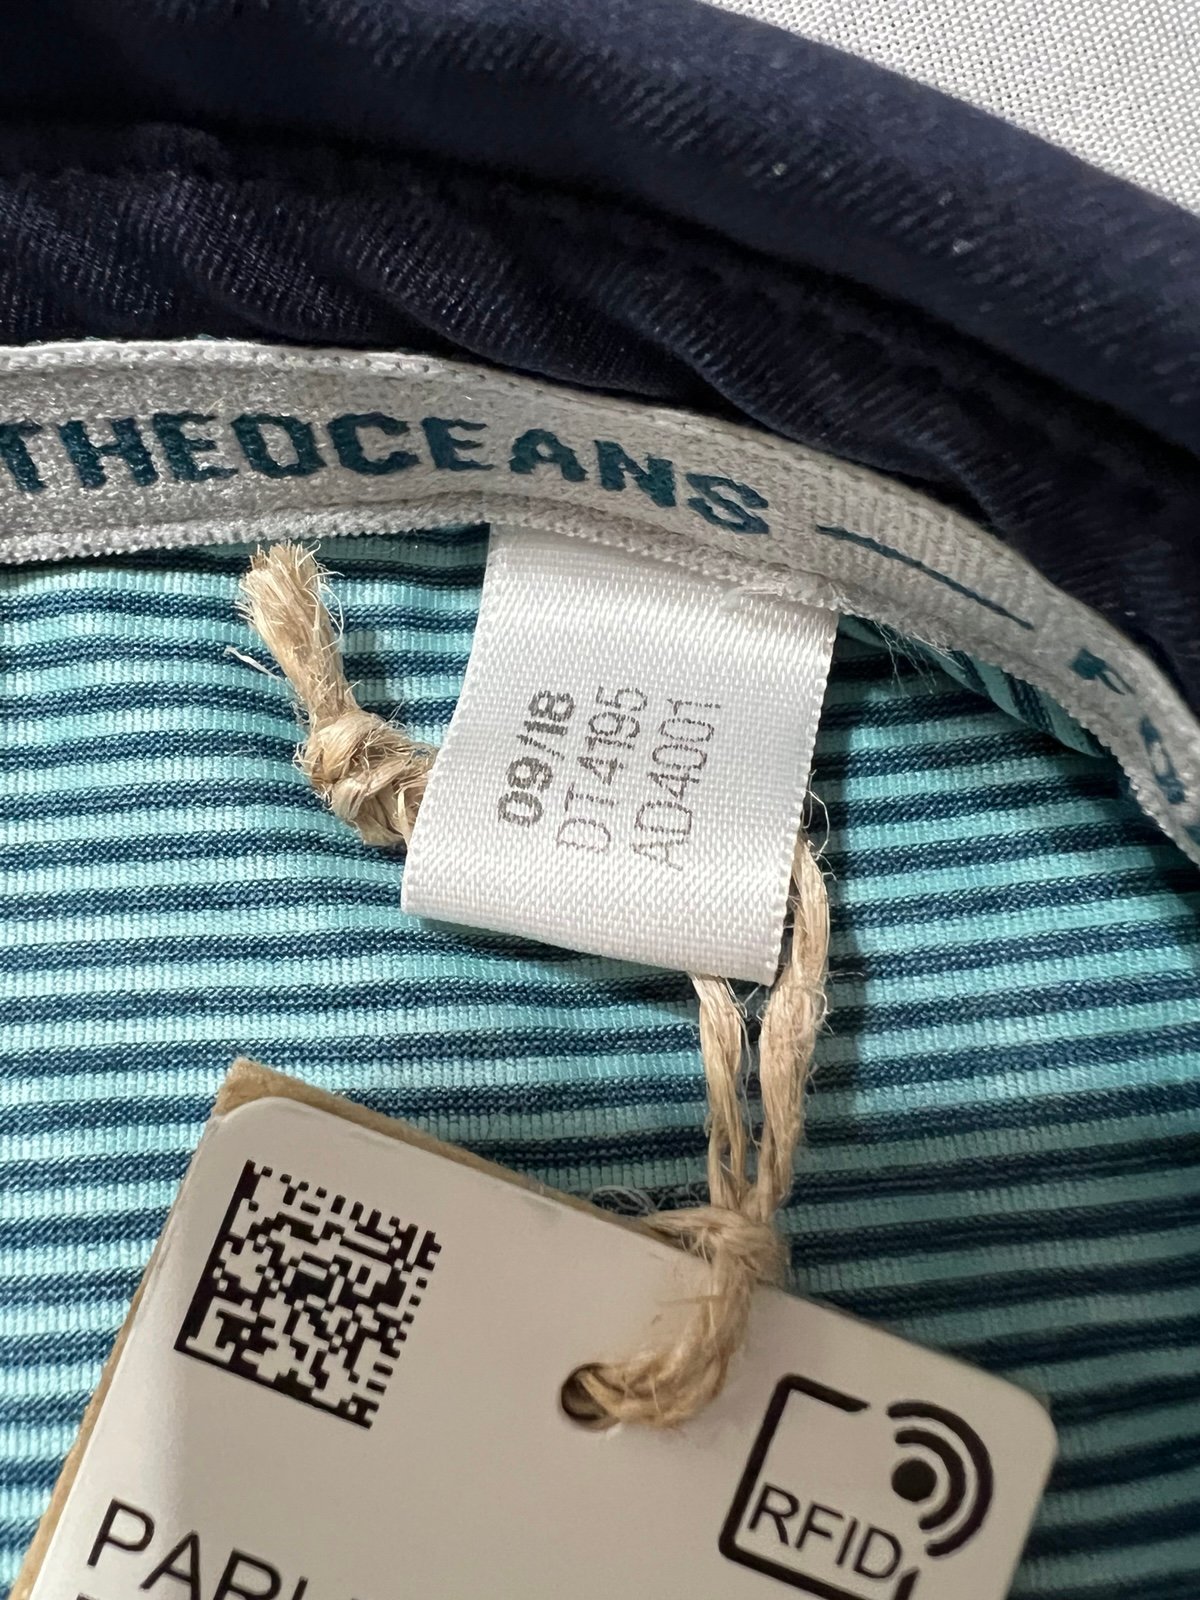 THEOCEANS
09/18
DT4195
AD4001
RFID